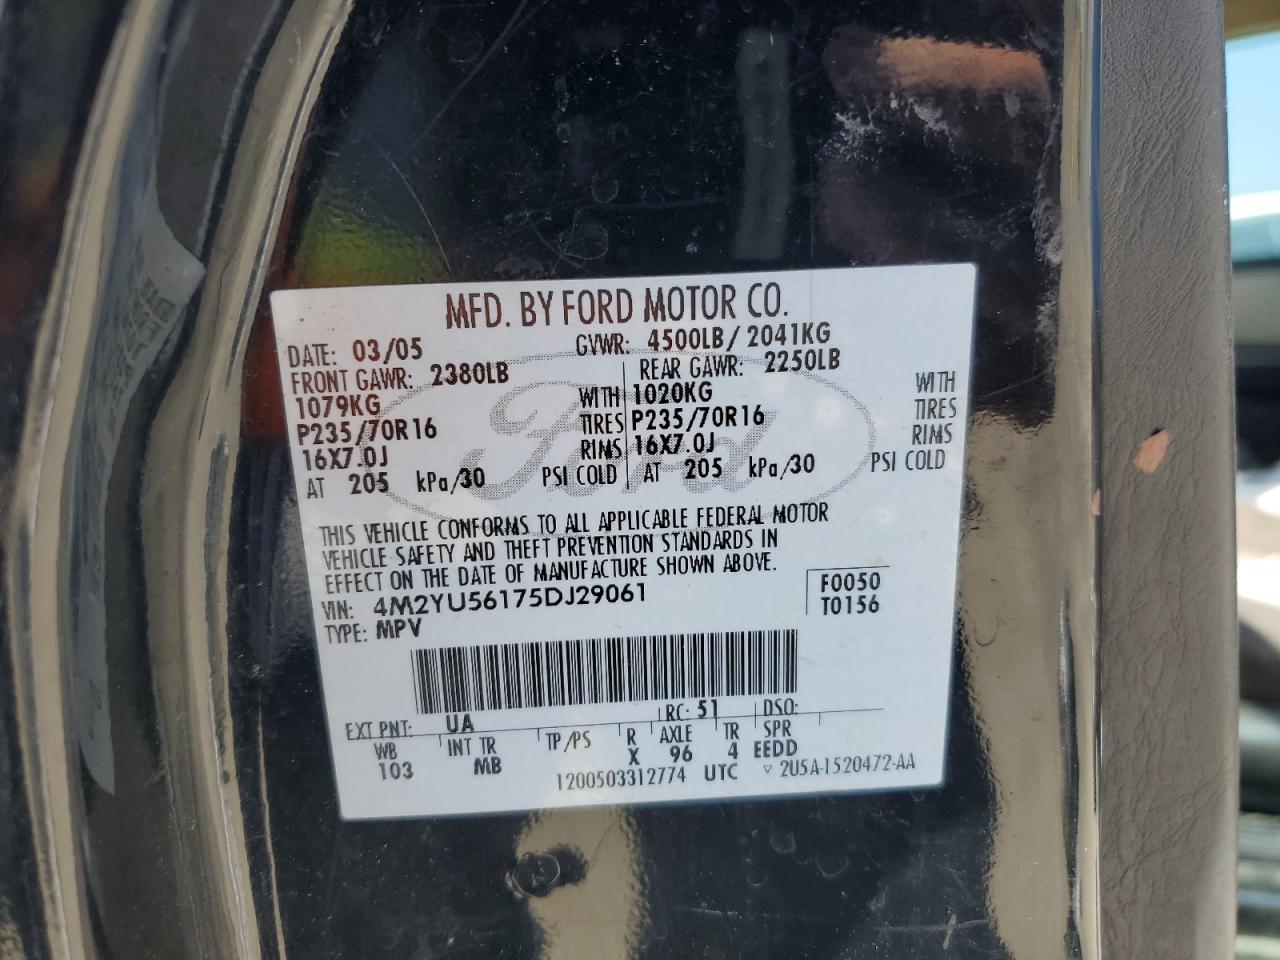 MFD. BY FORD MOTOR CO.
DATE: 03/05 GVWR: 4500LB/2041KG
FRONT GAWR: 2380LB REAR GAWR: 2250LB
1079KG WITH 1020KG WITH
P235/70R16 TIRES P235/70R16 TIRES
16X7.0J RIMS 16X7.0J RIMS
AT 205 kPa/30 PSI COLD AT 205 kPa/30 PSI COLD
Ford
THIS VEHICLE CONFORMS TO ALL APPLICABLE FEDERAL MOTOR
VEHICLE SAFETY AND THEFT PREVENTION STANDARDS IN
EFFECT ON THE DATE OF MANUFACTURE SHOWN ABOVE.
VIN: 4M2YU56175DJ29061 F0050
TYPE: MPV T0156
EXT PNT: UA RC: 51 DSO:
WB INT TR TP/PS R AXLE TR SPR
103 MB X 96 4 EEDD
1200503312774 UTC ▽ 2U5A-1520472-AA